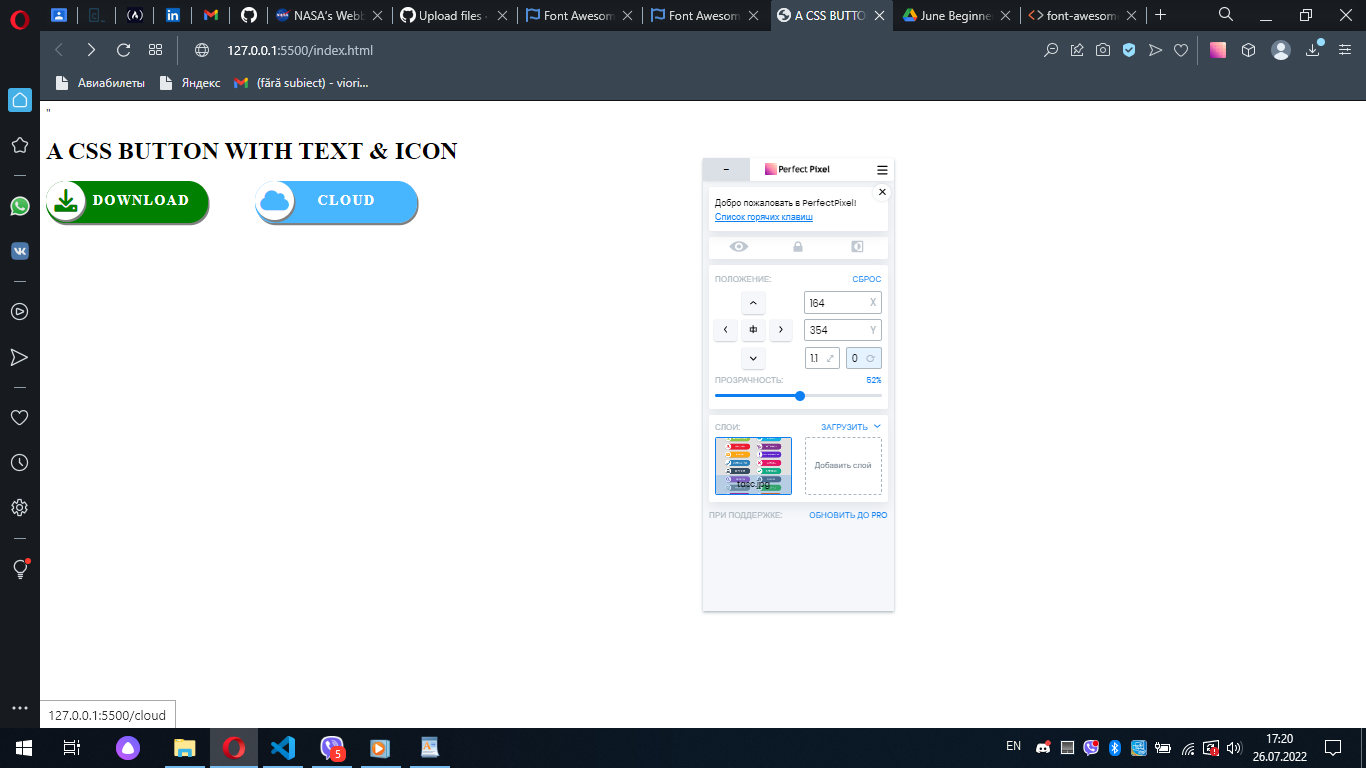 NASA's Webb
Upload files
Font Awesom
Font Awesom
A CSS BUTTO
June Beginne
font-awesom
127.0.0.1:5500/index.html
Авиабилеты
Яндекс
(fără subiect) – viori...
"
A CSS BUTTON WITH TEXT & ICON
DOWNLOAD
CLOUD
Perfect Pixel
Добро пожаловать в PerfectPixel!
Список горячих клавиш
ПОЛОЖЕНИЕ:
СБРОС
164 X
354 Y
1.1
0
ПРОЗРАЧНОСТЬ:
52%
СЛОИ:
ЗАГРУЗИТЬ
Добавить слой
ПРИ ПОДДЕРЖКЕ:
ОБНОВИТЬ ДО PRO
127.0.0.1:5500/cloud
5
EN
17:20
26.07.2022